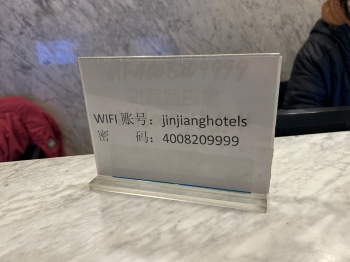 WIFI 账号：jinjianghotels
密 码：4008209999